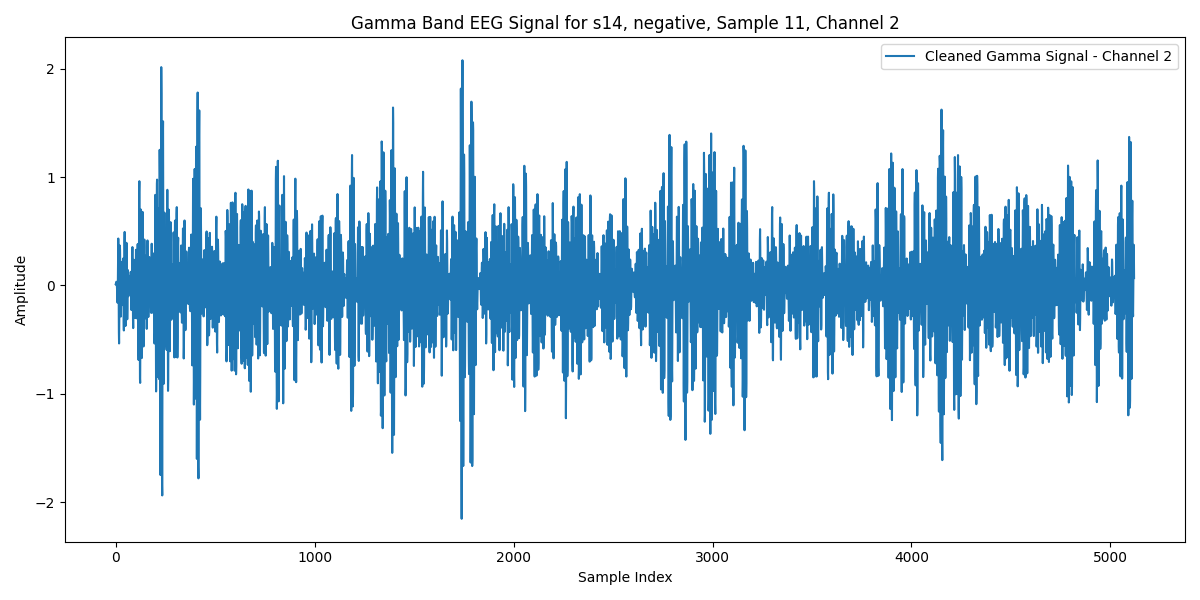 Gamma Band EEG Signal for s14, negative, Sample 11, Channel 2
Cleaned Gamma Signal - Channel 2
Amplitude
2
1
0
−1
−2
0 1000 2000 3000 4000 5000
Sample Index